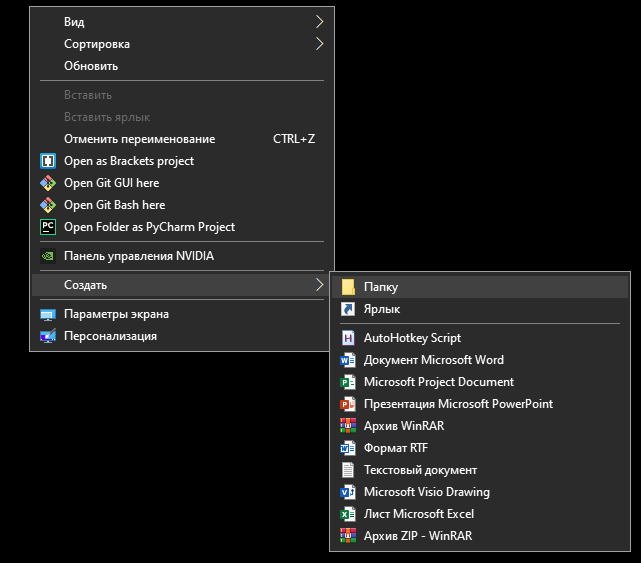 Вид
Сортировка
Обновить
Вставить
Вставить ярлык
Отменить переименование CTRL+Z
Open as Brackets project
Open Git GUI here
Open Git Bash here
PC Open Folder as PyCharm Project
Панель управления NVIDIA
Создать
Параметры экрана
Персонализация
Папку
Ярлык
H AutoHotkey Script
W Документ Microsoft Word
P Microsoft Project Document
P Презентация Microsoft PowerPoint
Архив WinRAR
W Формат RTF
Текстовый документ
V Microsoft Visio Drawing
X Лист Microsoft Excel
Архив ZIP - WinRAR